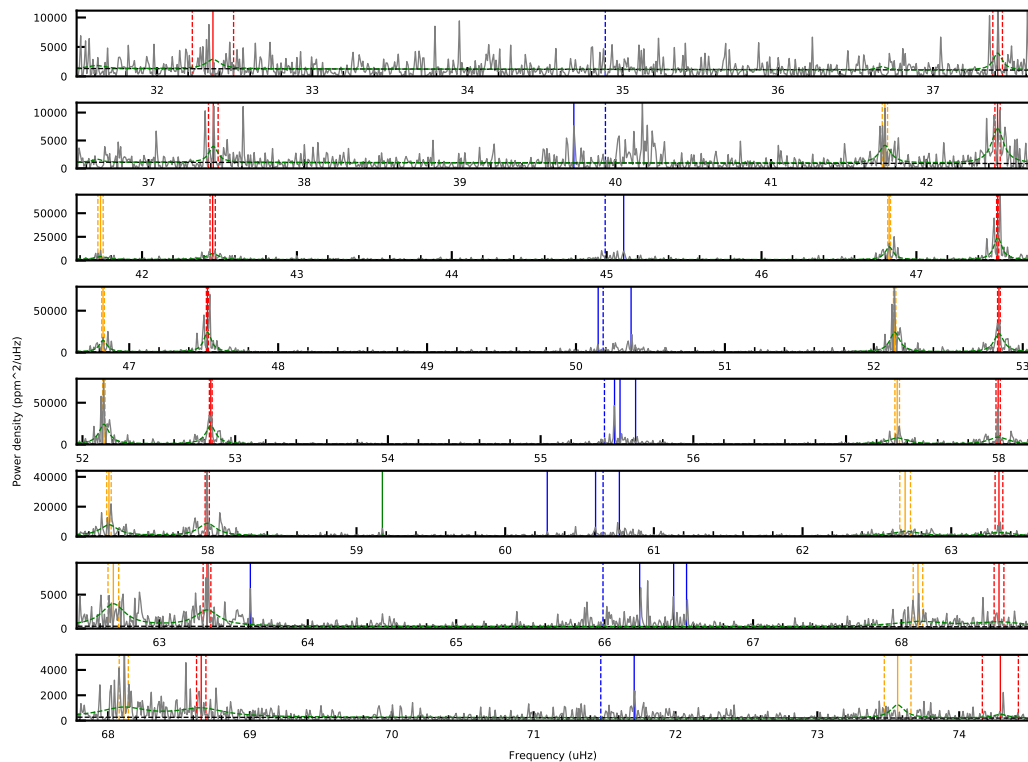 10000
5000
0
32 33 34 35 36 37
10000
5000
0
37 38 39 40 41 42
50000
25000
0
42 43 44 45 46 47
50000
0
47 48 49 50 51 52 53
50000
0
52 53 54 55 56 57 58
Power density (ppm^2/uHz)
40000
20000
0
58 59 60 61 62 63
5000
0
63 64 65 66 67 68
4000
2000
0
68 69 70 71 72 73 74
Frequency (uHz)